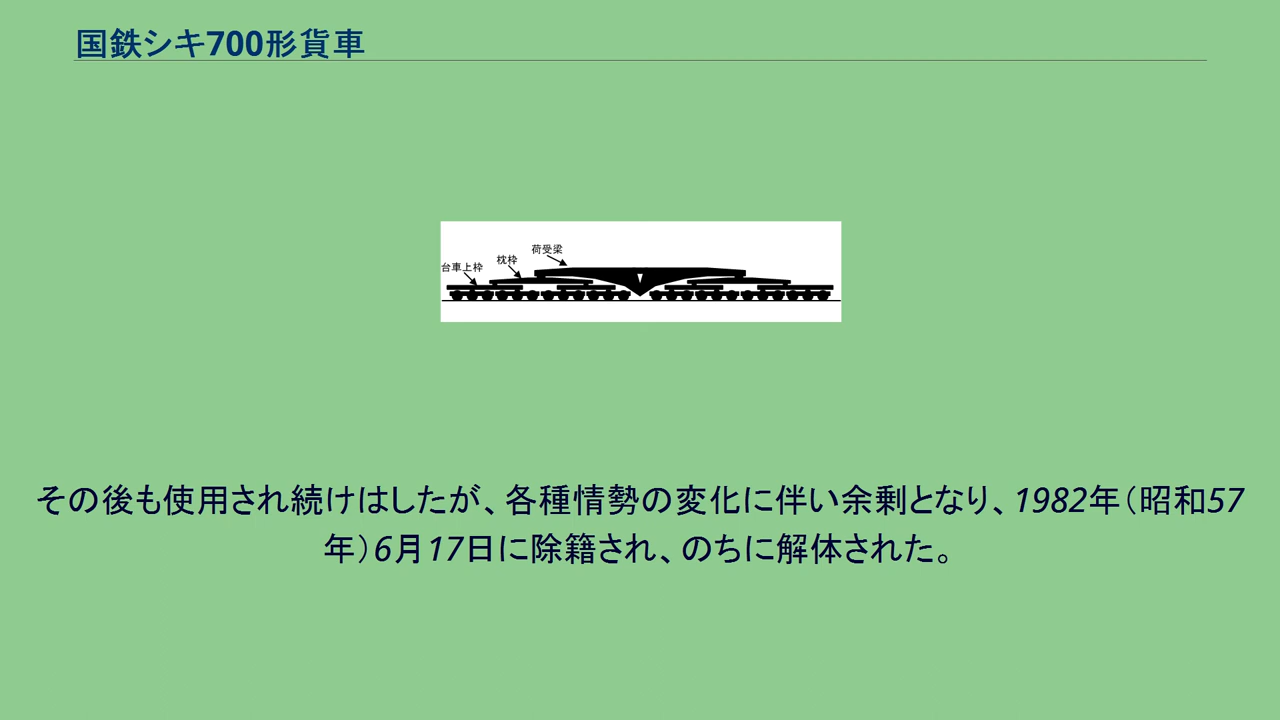 国鉄シキ700形貨車
荷受梁
枕枠
台車上枠
その後も使用され続けはしたが、各種情勢の変化に伴い余剰となり、1982年（昭和57
年）6月17日に除籍され、のちに解体された。